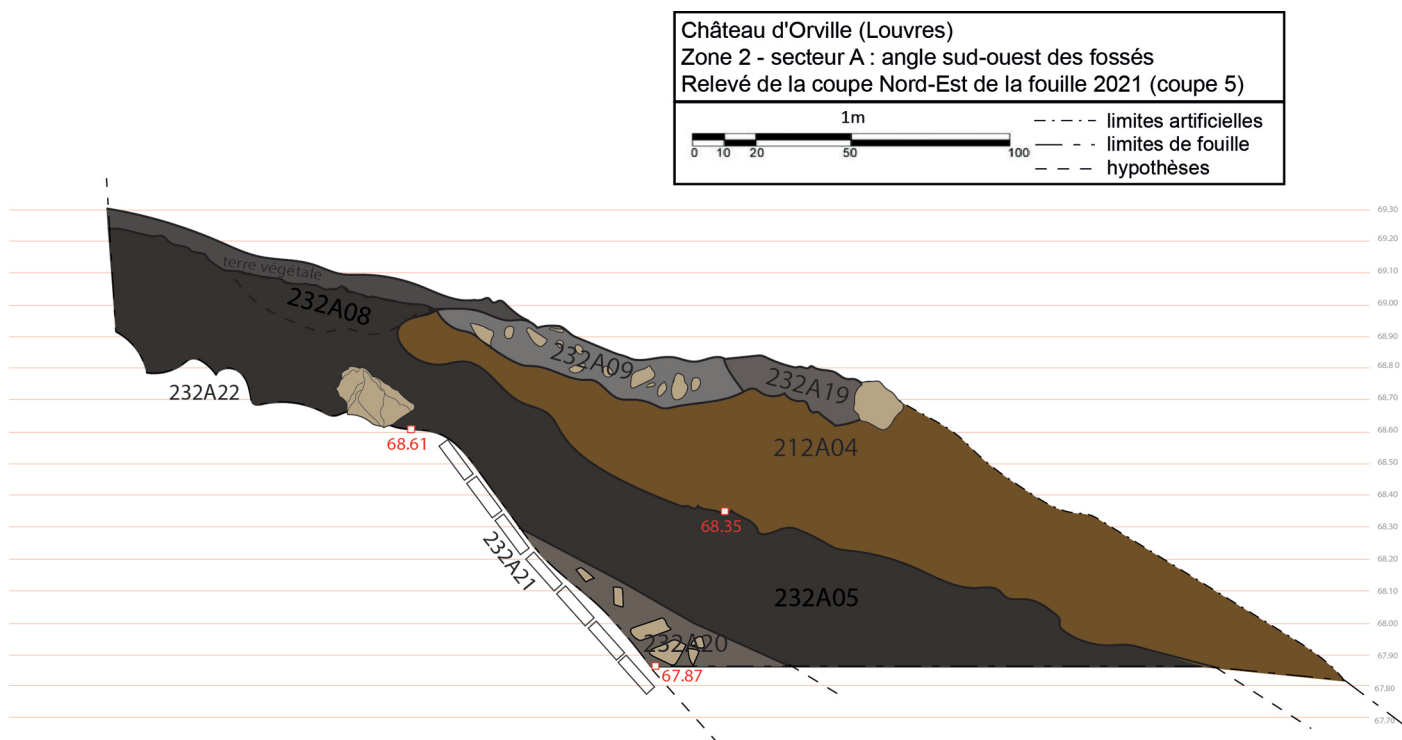 Château d'Orville (Louvres)
Zone 2 - secteur A : angle sud-ouest des fossés
Relevé de la coupe Nord-Est de la fouille 2021 (coupe 5)
1m
0 10 20 50 100
limites artificielles
limites de fouille
hypothèses
69.30
69.20
69.10
69.00
68.90
68.8 0
68.70
68.60
68.50
68.40
68.30
68.20
68.10
68.00
67.90
67.80
67.70
terre végétale
232A08
232A09
232A19
232A22
68.61
212A04
68.35
232A21
232A05
232A20
67.87